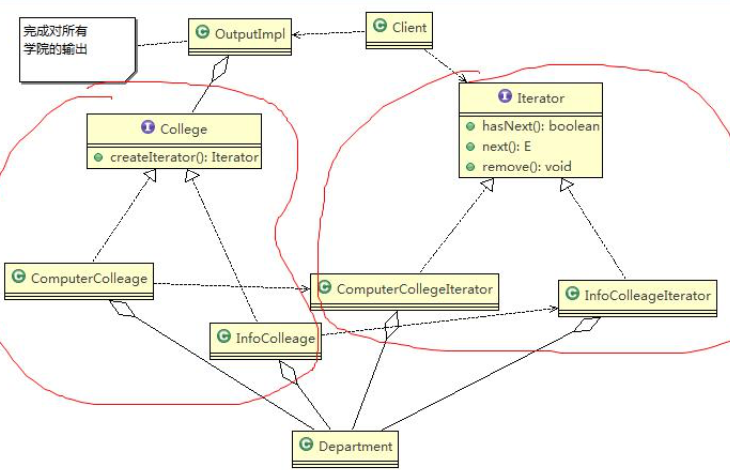 完成对所有
学院的输出
OutputImpl
Client
College
createIterator(): Iterator
Iterator
hasNext(): boolean
next(): E
remove(): void
ComputerColleage
ComputerCollegeIterator
InfoColleageIterator
InfoColleage
Department